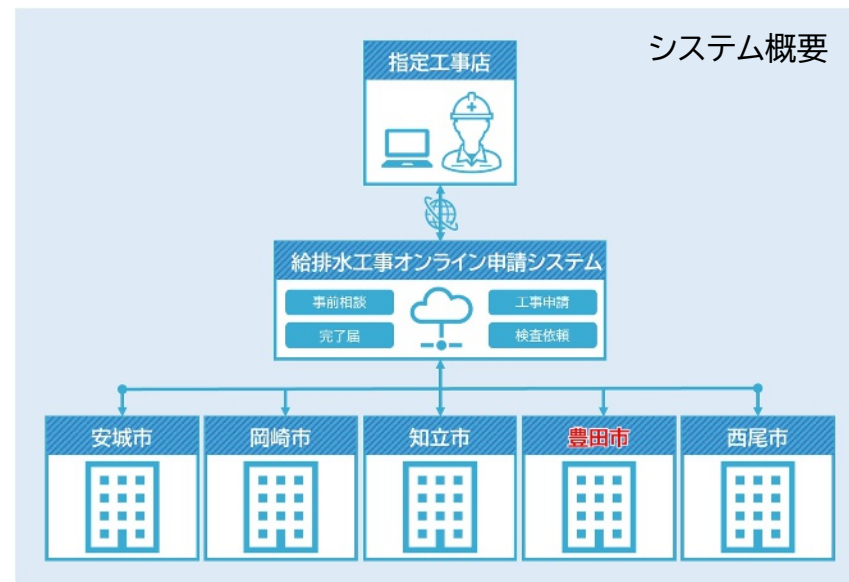 システム概要
指定工事店
給排水工事オンライン申請システム
事前相談
工事申請
完了届
検査依頼
安城市
岡崎市
知立市
豊田市
西尾市